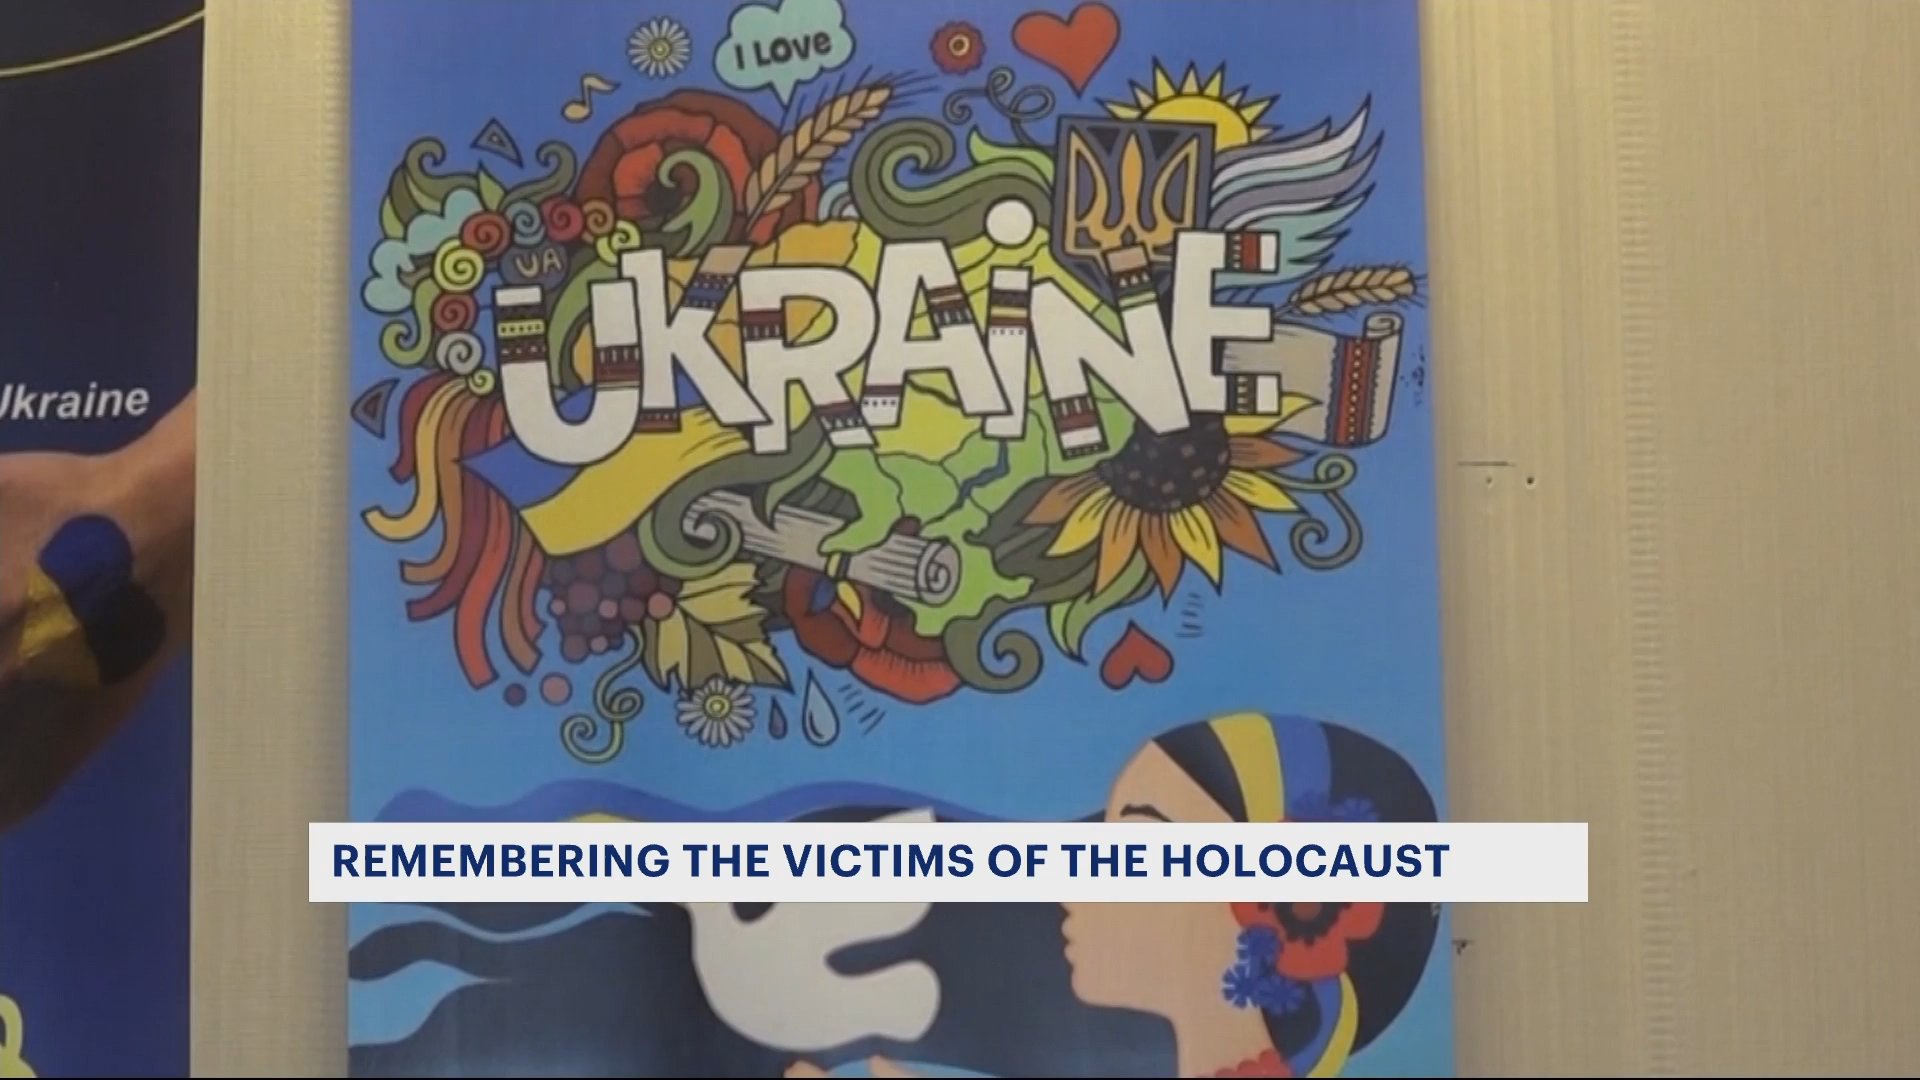 I LOVE
UA
UKRAiNE
Ukraine
REMEMBERING THE VICTIMS OF THE HOLOCAUST